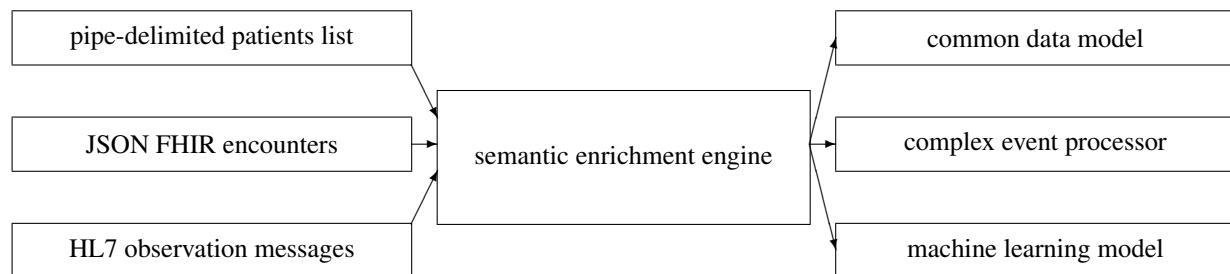 pipe-delimited patients list
JSON FHIR encounters
HL7 observation messages
semantic enrichment engine
common data model
complex event processor
machine learning model